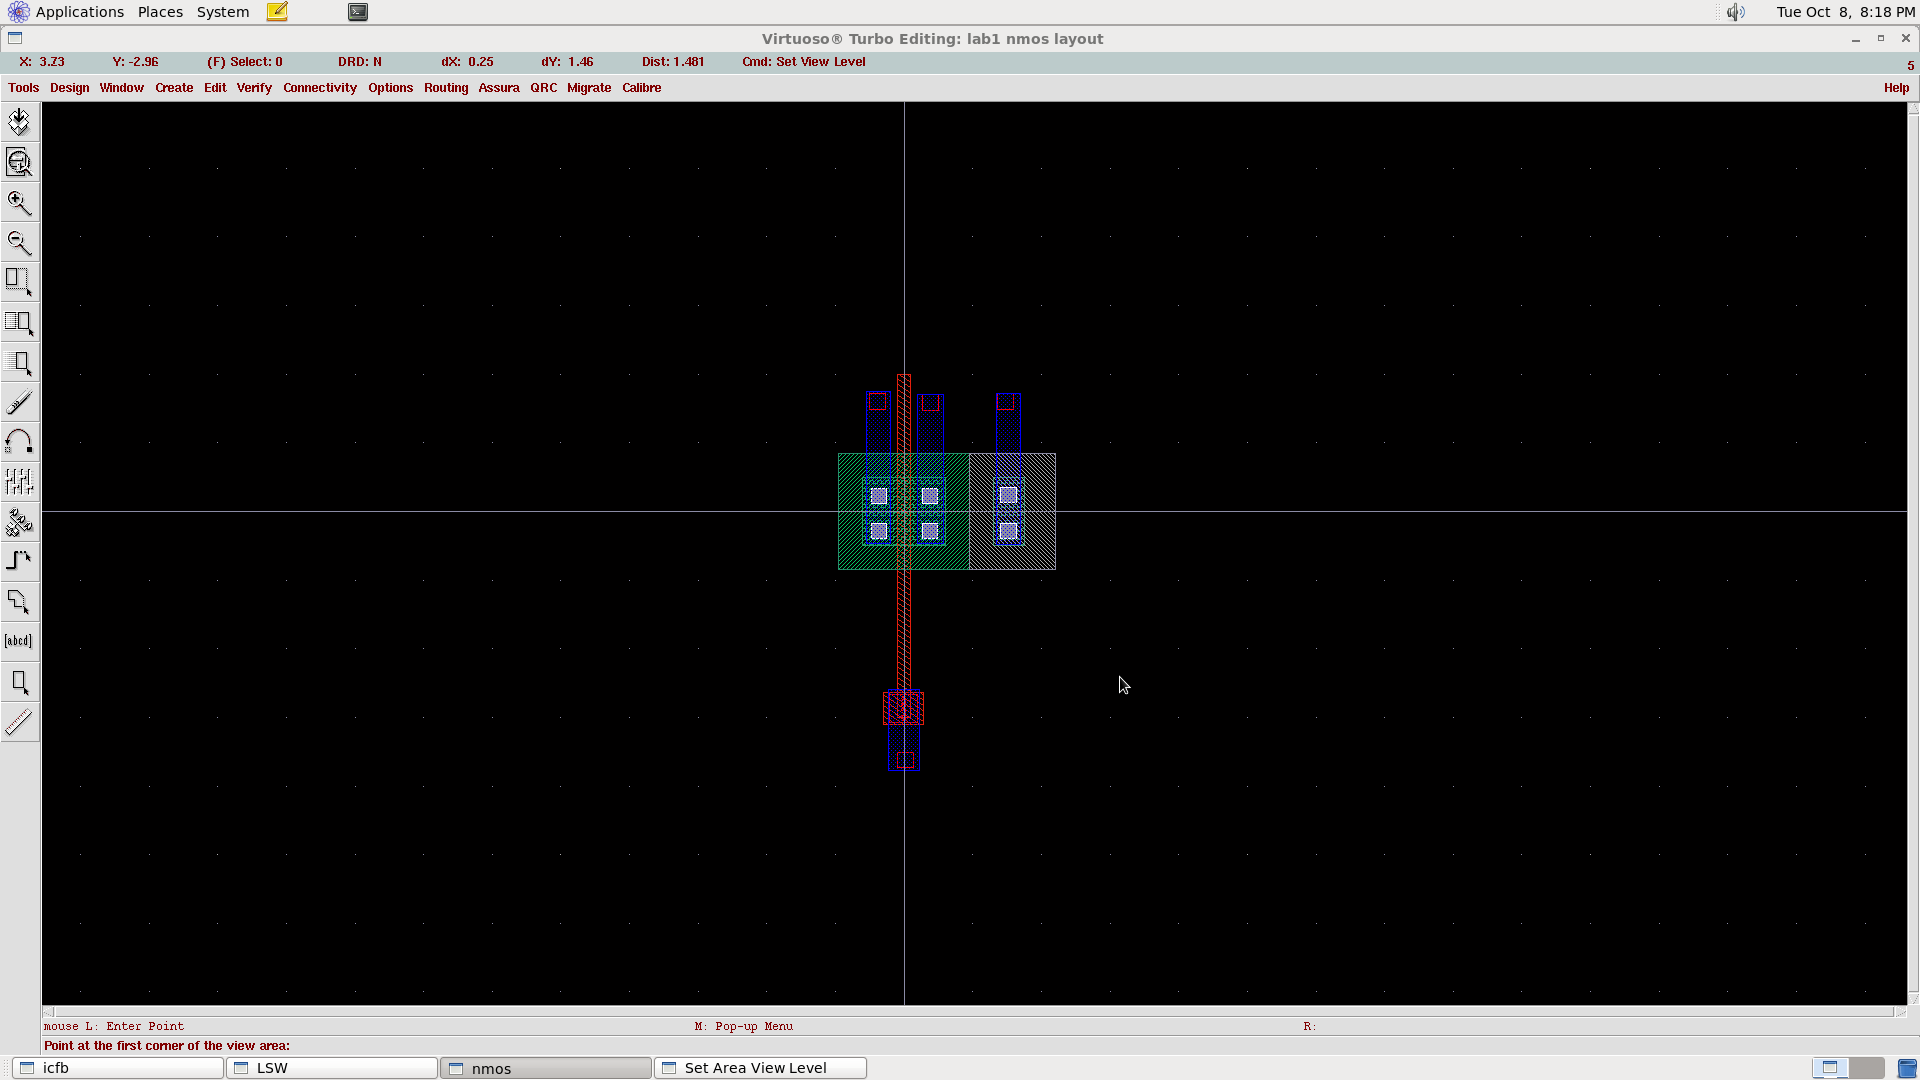 Applications Places System Tue Oct 8, 8:18 PM
Virtuoso® Turbo Editing: lab1 nmos layout
X: 3.73 Y: -2.96 (F) Select: 0 DRD: N dX: 0.25 dY: 1.46 Dist: 1.481 Cmd: Set View Level 5
Tools Design Window Create Edit Verify Connectivity Options Routing Assura QRC Migrate Calibre Help
[abcd]
mouse L: Enter Point M: Pop-up Menu R:
Point at the first corner of the view area:
icfb LSW nmos Set Area View Level